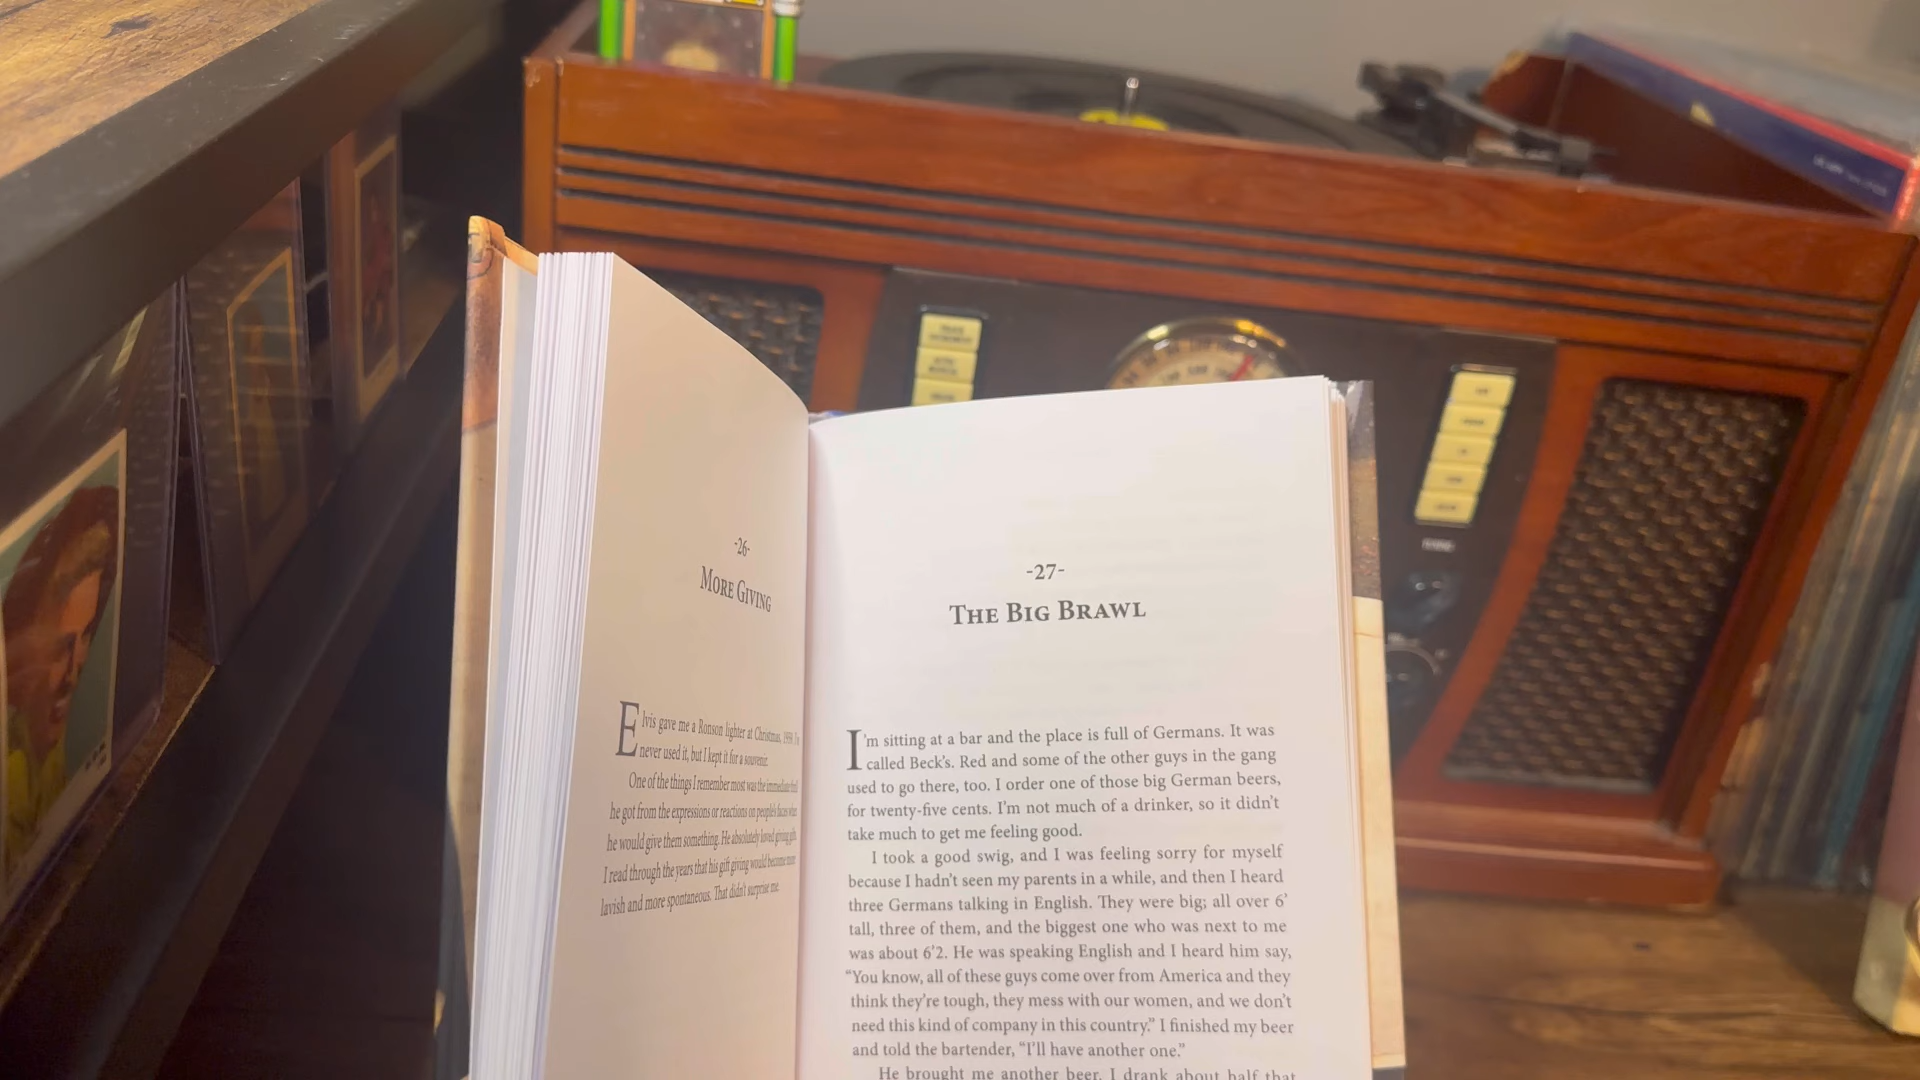 -26-
More Giving
Elvis gave me a Ronson lighter at Christmas, 1959. I've
never used it, but I kept it for a souvenir.
One of the things I remember most was the immediate thrill
he got from the expressions or reactions on people's faces when
he would give them something. He absolutely loved giving gifts.
I read through the years that his gift giving would become more
lavish and more spontaneous. That didn't surprise me.
-27-
The Big Brawl
I'm sitting at a bar and the place is full of Germans. It was
called Beck's. Red and some of the other guys in the gang
used to go there, too. I order one of those big German beers,
for twenty-five cents. I'm not much of a drinker, so it didn't
take much to get me feeling good.
I took a good swig, and I was feeling sorry for myself
because I hadn't seen my parents in a while, and then I heard
three Germans talking in English. They were big; all over 6'
tall, three of them, and the biggest one who was next to me
was about 6'2. He was speaking English and I heard him say,
“You know, all of these guys come over from America and they
think they're tough, they mess with our women, and we don't
need this kind of company in this country.” I finished my beer
and told the bartender, “I'll have another one.”
He brought me another beer. I drank about half that